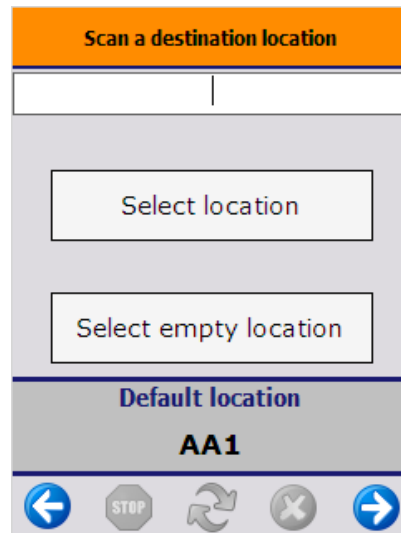 Scan a destination location
Select location
Select empty location
Default location
AA1
STOP